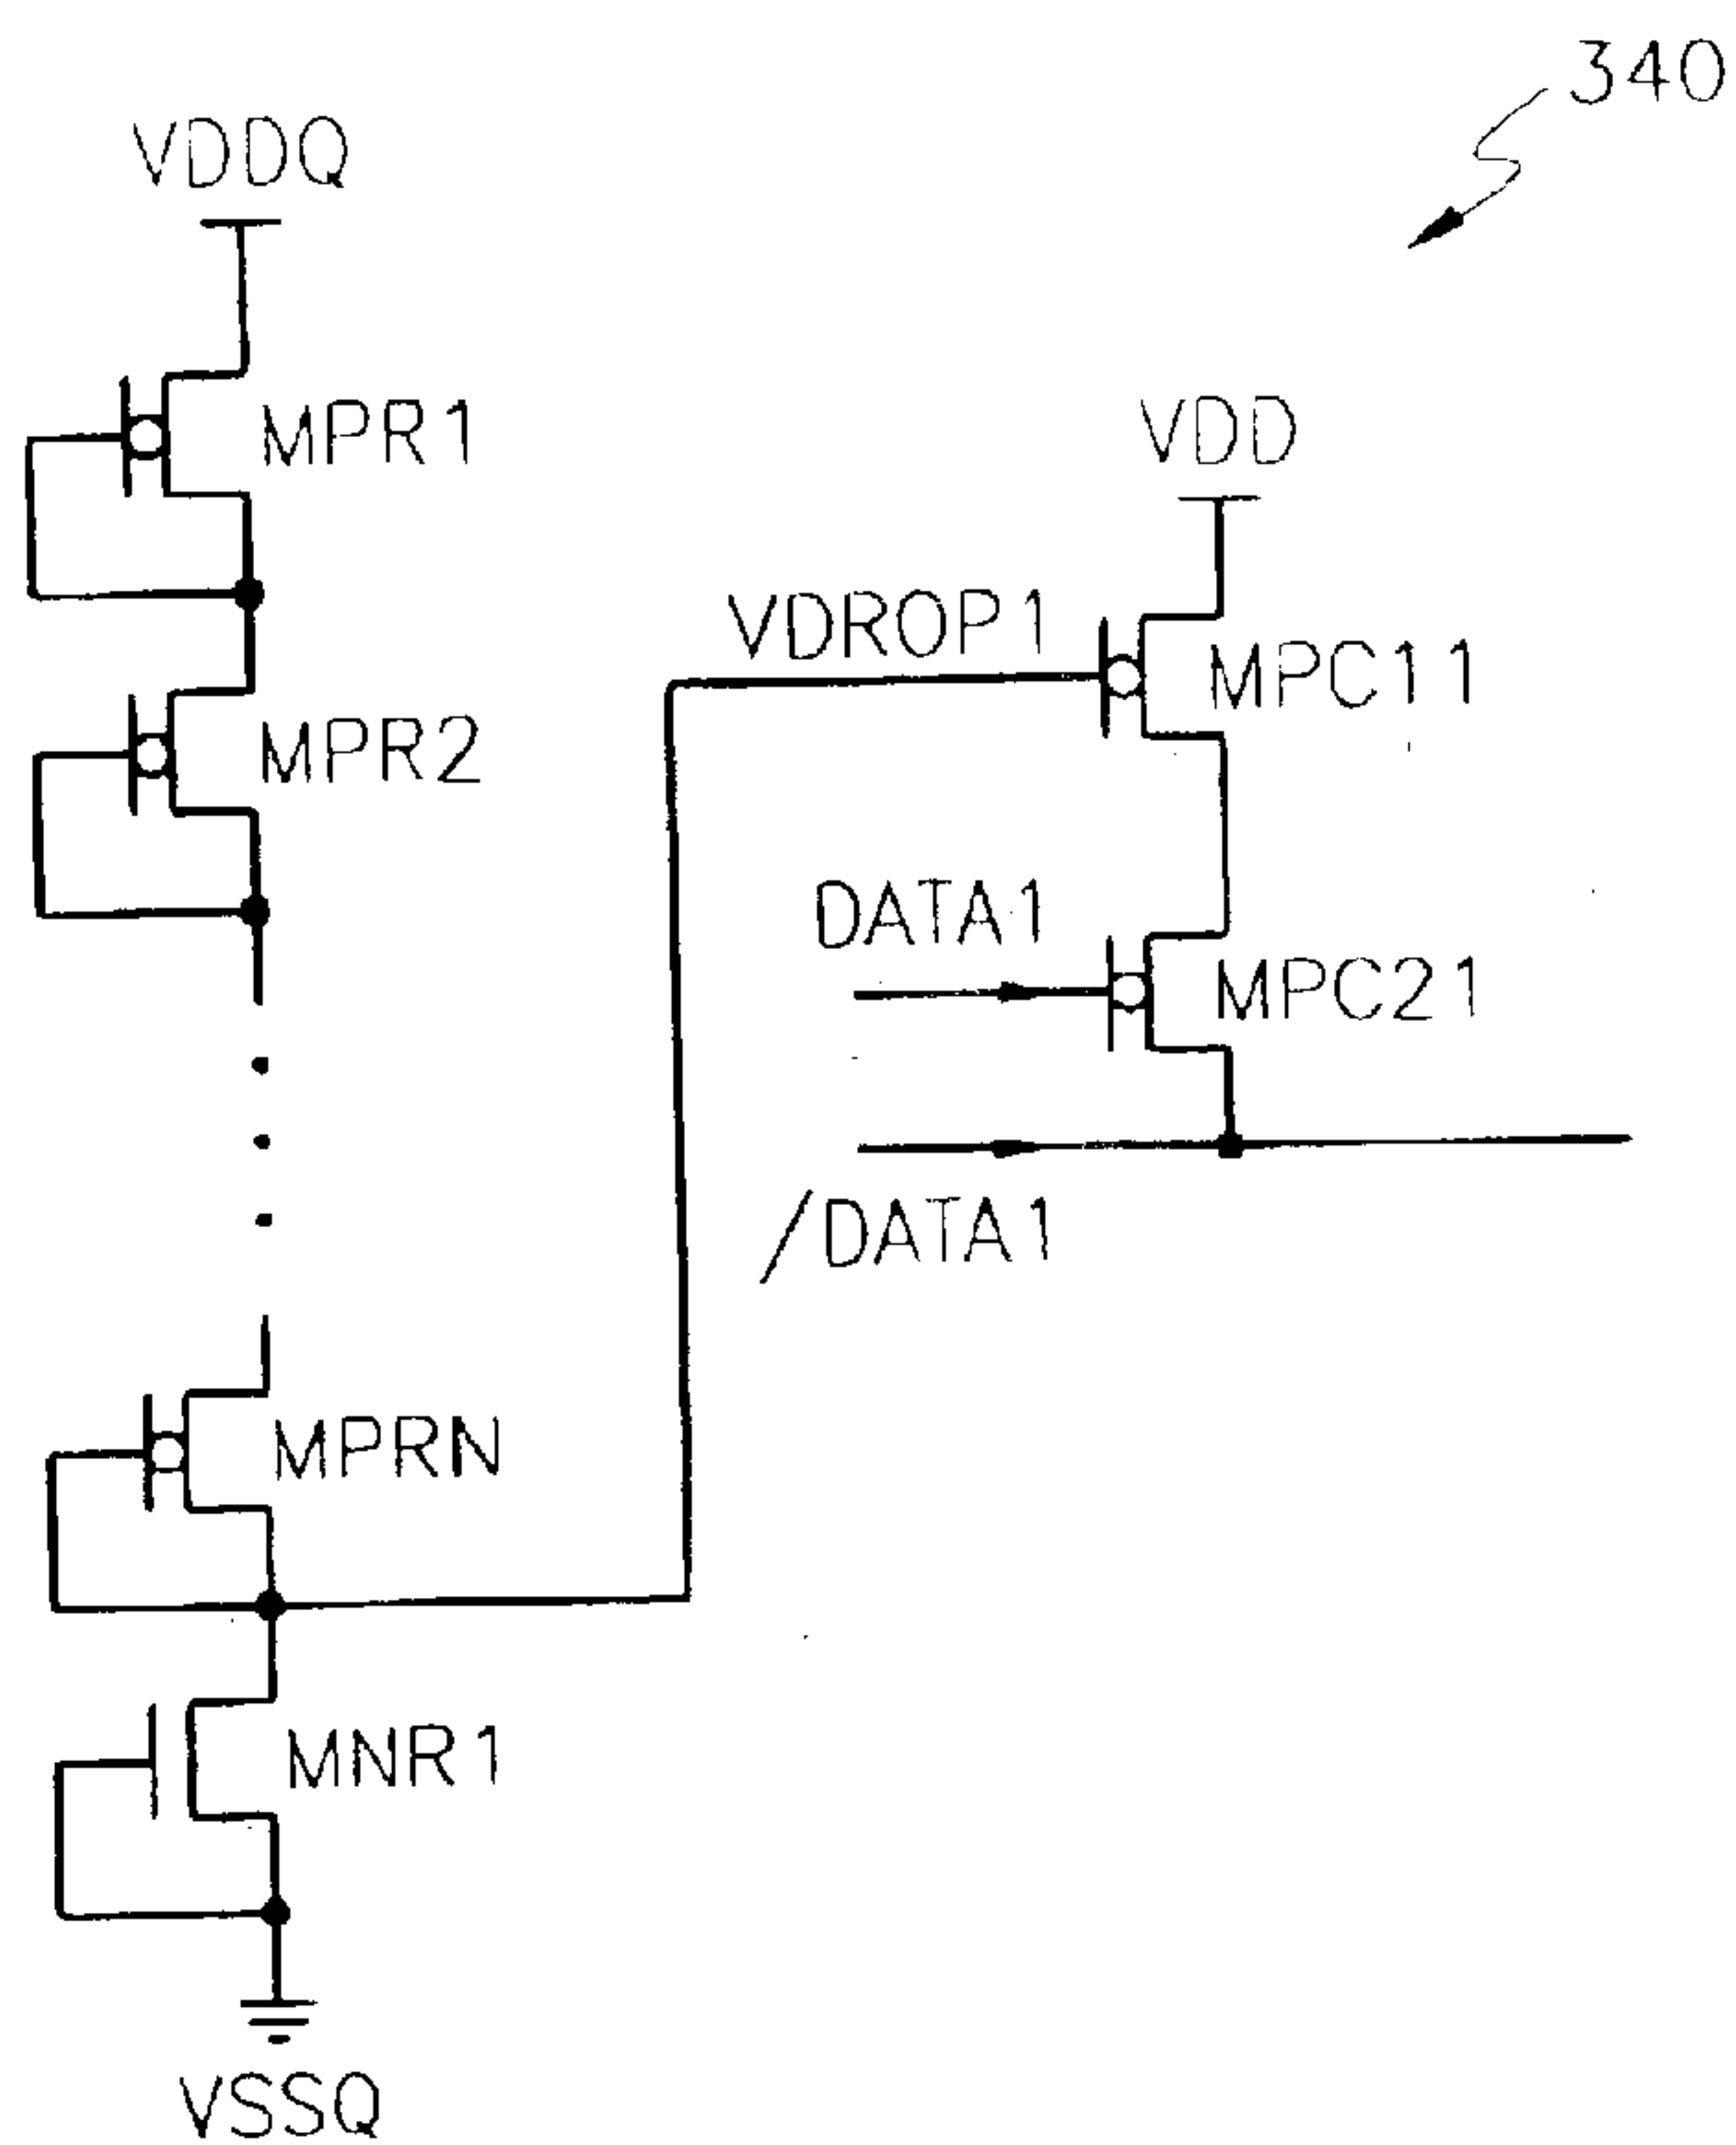 340
VDDQ
MPR1
VDD
VDROP1
MPC11
MPR2
DATA1
MPC21
/DATA1
MPRN
MNR1
VSSQ